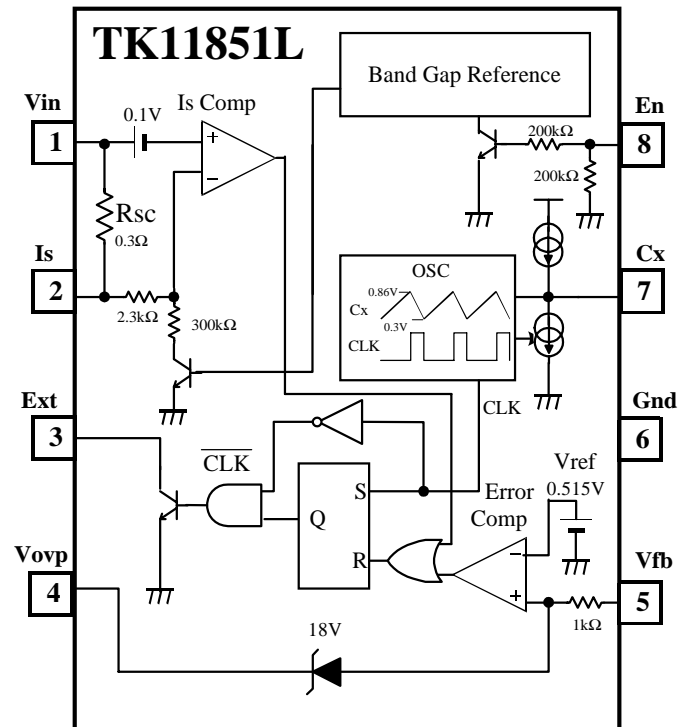 TK11851L
Band Gap Reference
Vin
1
0.1V
Is Comp
+
−
En
8
200kΩ
200kΩ
Rsc
0.3Ω
Is
2
2.3kΩ
300kΩ
OSC
0.86V
Cx
0.3V
CLK
Cx
7
CLK
Ext
3
Gnd
6
CLK
S
Q
R
Error
Comp
Vref
0.515V
−
+
Vovp
4
Vfb
5
1kΩ
18V